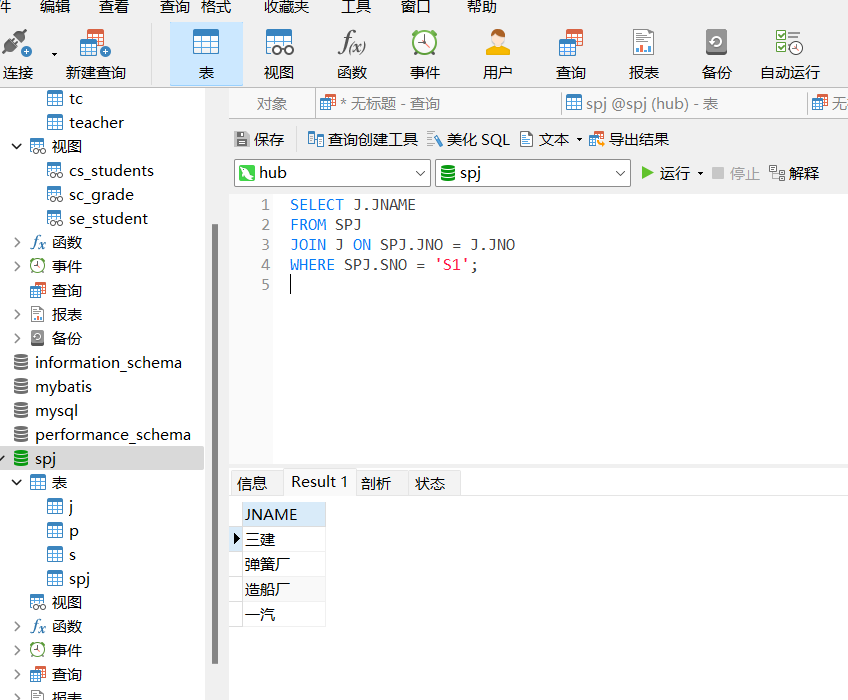 件 编辑 查看 查询 格式 收藏夹 工具 窗口 帮助
连接 新建查询 表 视图 函数 事件 用户 查询 报表 备份 自动运行
tc
teacher
视图
cs_students
sc_grade
se_student
函数
事件
查询
报表
备份
information_schema
mybatis
mysql
performance_schema
spj
表
j
p
s
spj
视图
函数
事件
查询
报表
对象 * 无标题 - 查询 spj @spj (hub) - 表 无
保存 查询创建工具 美化 SQL 文本 导出结果
hub spj 运行 停止 解释
1 SELECT J.JNAME
2 FROM SPJ
3 JOIN J ON SPJ.JNO = J.JNO
4 WHERE SPJ.SNO = 'S1';
5
信息 Result 1 剖析 状态
JNAME
三建
弹簧厂
造船厂
一汽